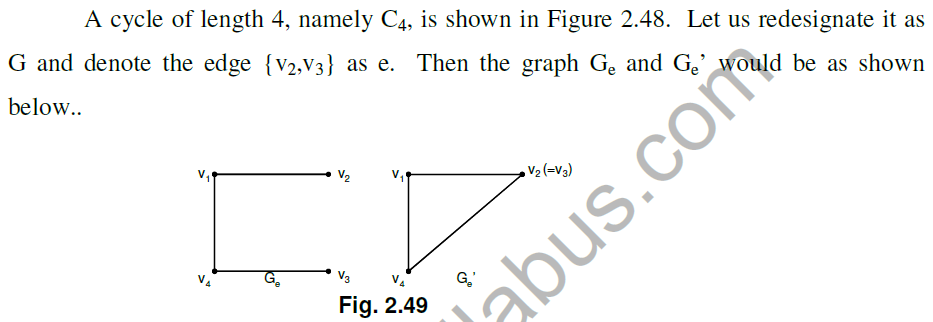 A cycle of length 4, namely C4, is shown in Figure 2.48. Let us redesignate it as
G and denote the edge {v2,v3} as e. Then the graph Ge and Ge’ would be as shown
below..
v1 v2 v1 v2 (=v3)
v4 Ge v3 v4 Ge'
Fig. 2.49
labus.com